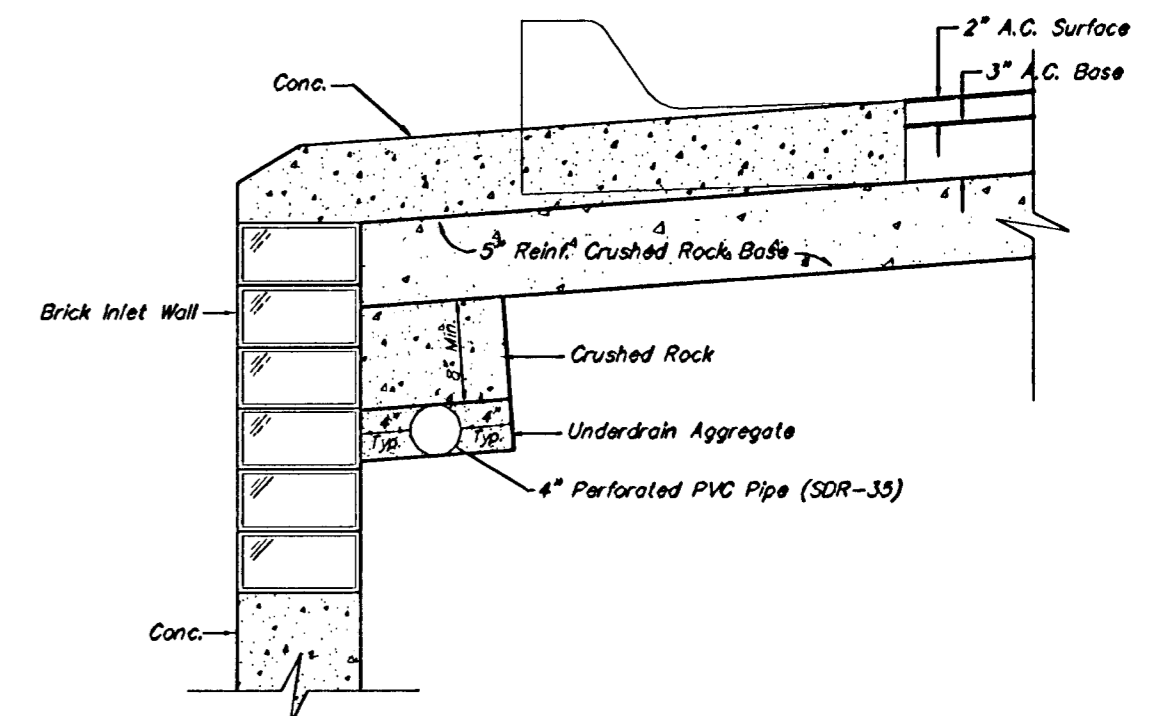 2" A.C. Surface
3" A.C. Base
Conc.
5" Reinf. Crushed Rock Base
Brick Inlet Wall
8" Min.
Crushed Rock
4" 4"
Typ. Typ.
Underdrain Aggregate
4" Perforated PVC Pipe (SDR-35)
Conc.